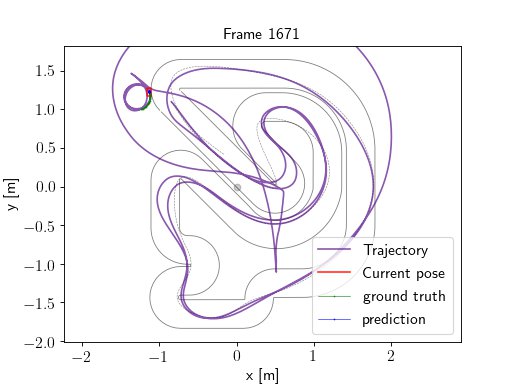 Frame 1671
y [m]
1.5
1.0
0.5
0.0
−0.5
−1.0
−1.5
−2.0
Trajectory
Current pose
ground truth
prediction
−2
−1
0
1
2
x [m]